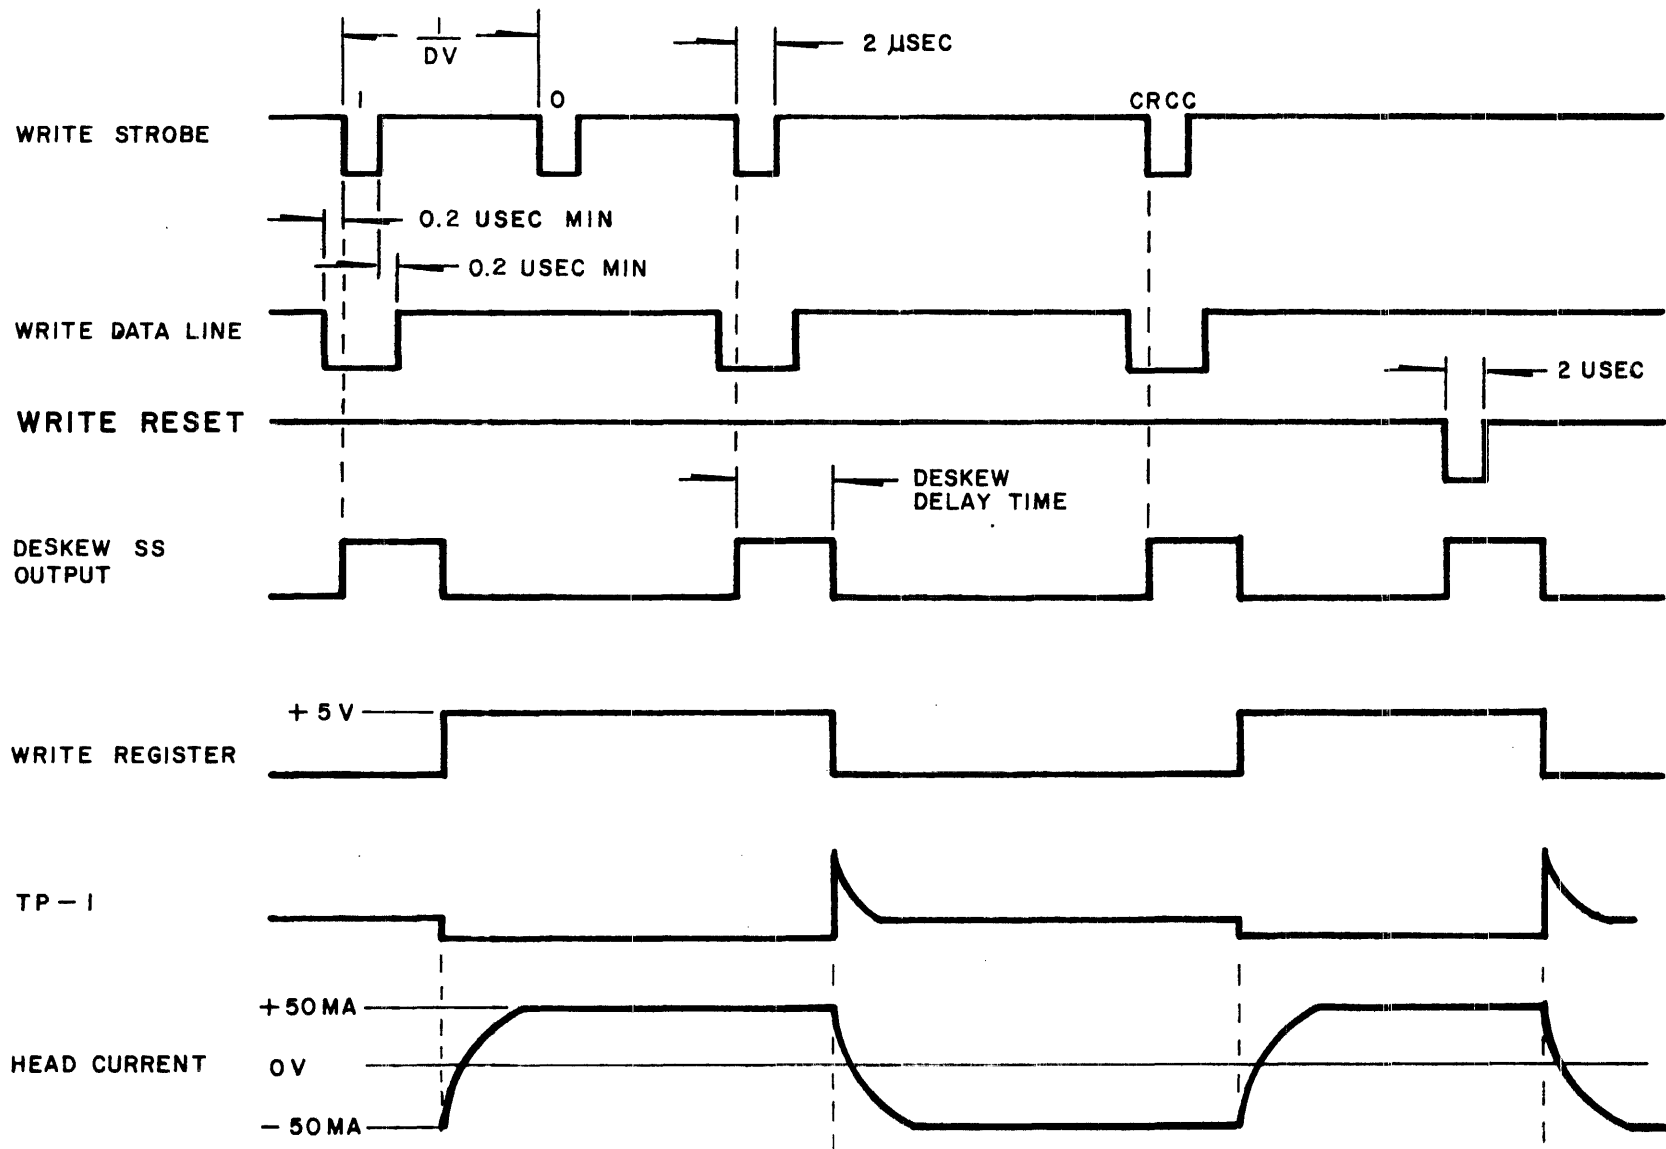 1
DV
2 µSEC
1
0
CRCC
WRITE STROBE
0.2 USEC MIN
0.2 USEC MIN
WRITE DATA LINE
2 USEC
WRITE RESET
DESKEW
DELAY TIME
DESKEW SS
OUTPUT
+5V
WRITE REGISTER
TP-1
+50MA
HEAD CURRENT
0V
-50MA